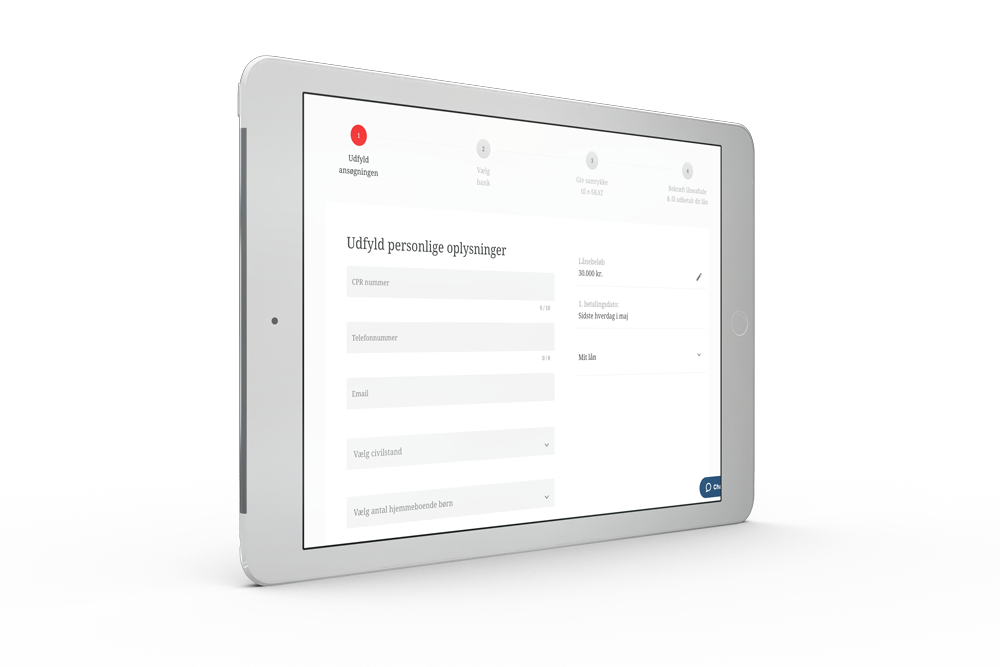 1
Udfyld
ansøgningen
2
Vælg
bank
3
Giv samtykke
til e-SKAT
4
Bekræft låneaftale
& få udbetalt dit lån
Udfyld personlige oplysninger
CPR nummer
0 / 10
Telefonnummer
0 / 8
Email
Vælg civilstand
Vælg antal hjemmeboende børn
Lånebeløb
30.000 kr.
1. betalingsdato:
Sidste hverdag i maj
Mit lån